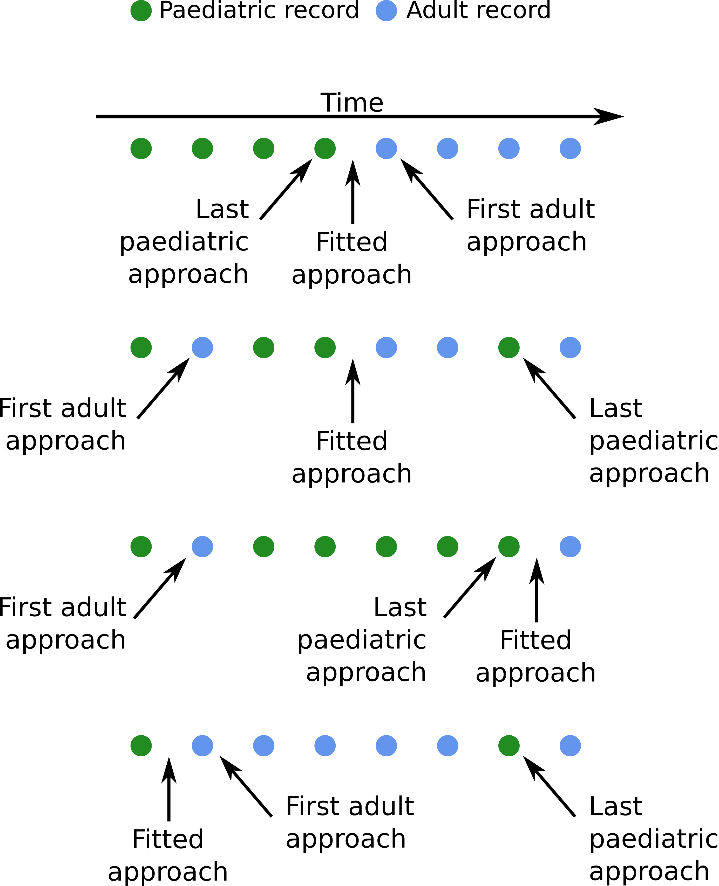 Paediatric record
Adult record
Time
Last
paediatric
approach
Fitted
approach
First adult
approach
First adult
approach
Fitted
approach
Last
paediatric
approach
First adult
approach
Last
paediatric
approach
Fitted
approach
Fitted
approach
First adult
approach
Last
paediatric
approach